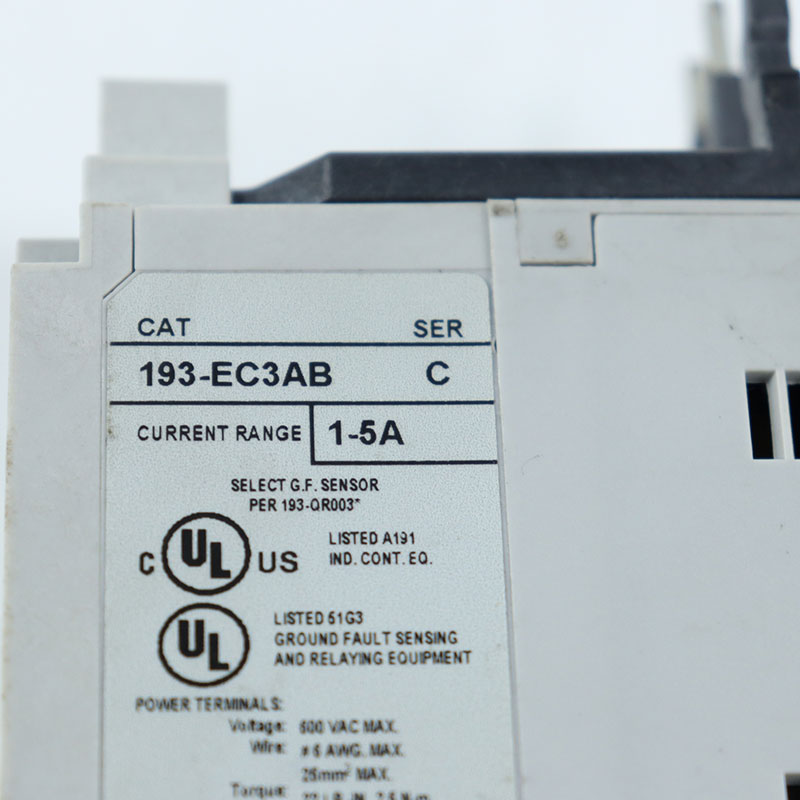 CAT SER
193-EC3AB C
CURRENT RANGE 1-5A
SELECT G.F. SENSOR
PER 193-QR003*
C UL US LISTED A191
IND. CONT. EQ.
UL LISTED 51G3
GROUND FAULT SENSING
AND RELAYING EQUIPMENT
POWER TERMINALS:
Voltage: 600 VAC MAX.
Wire: # 6 AWG. MAX.
25mm² MAX.
Torque: